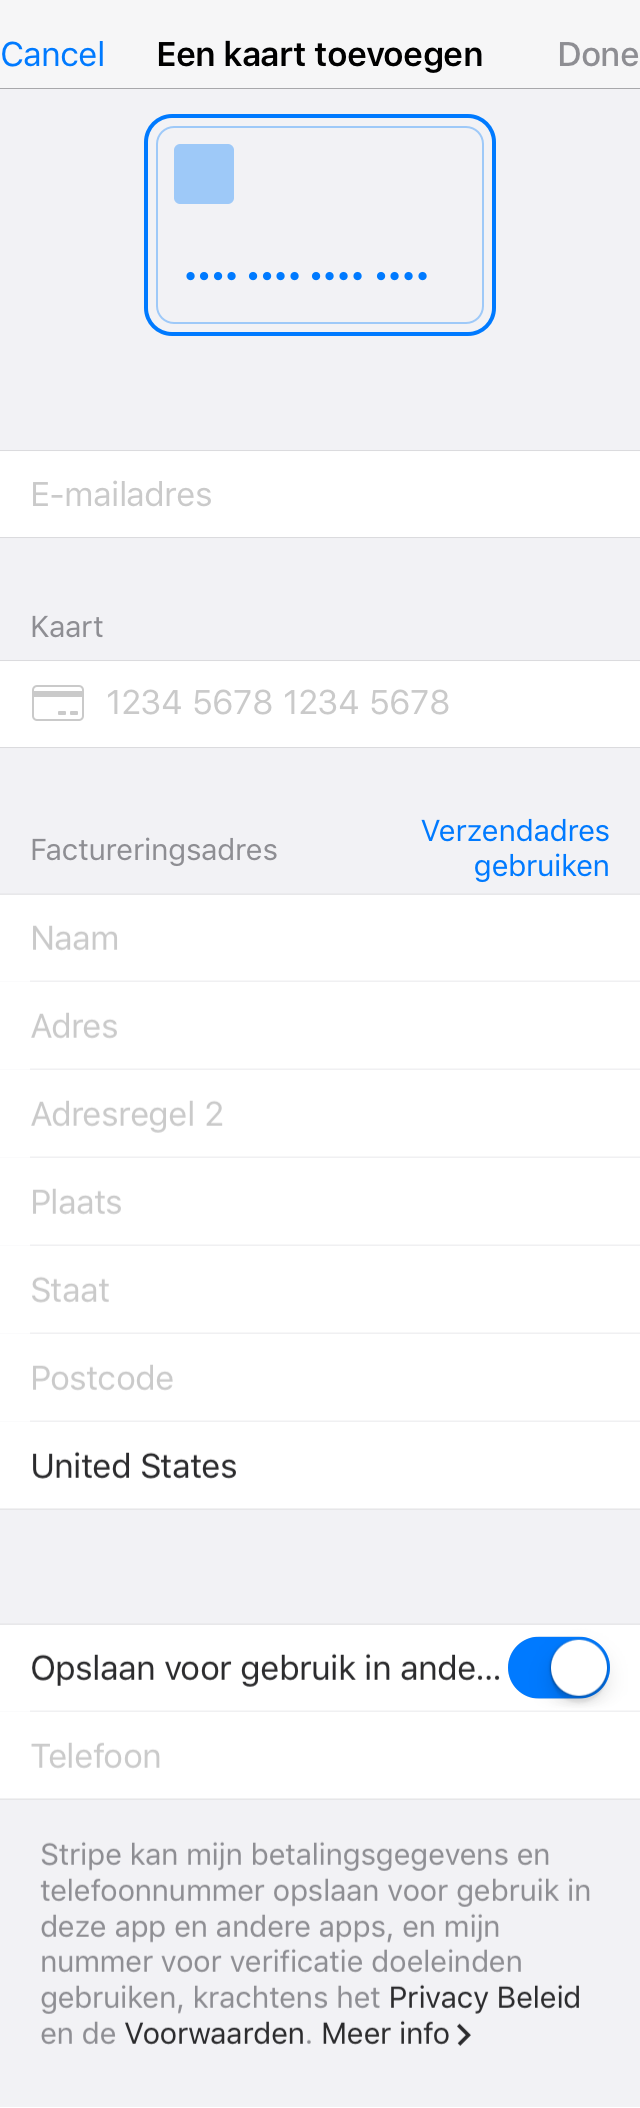 Cancel Een kaart toevoegen Done
•••• •••• •••• ••••
E-mailadres
Kaart
1234 5678 1234 5678
Factureringsadres
Verzendadres
gebruiken
Naam
Adres
Adresregel 2
Plaats
Staat
Postcode
United States
Opslaan voor gebruik in ande...
Telefoon
Stripe kan mijn betalingsgegevens en
telefoonnummer opslaan voor gebruik in
deze app en andere apps, en mijn
nummer voor verificatie doeleinden
gebruiken, krachtens het Privacy Beleid
en de Voorwaarden. Meer info